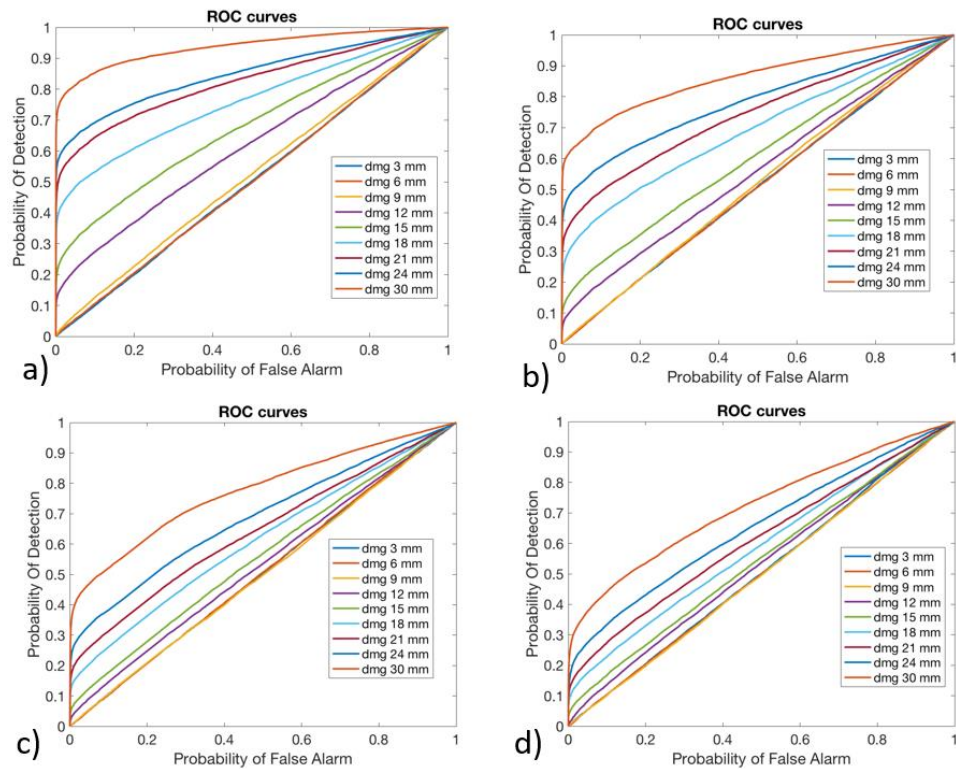 ROC curves
1
0.9
0.8
0.7
0.6
0.5
0.4
0.3
0.2
0.1
0
Probability Of Detection
dmg 3 mm
dmg 6 mm
dmg 9 mm
dmg 12 mm
dmg 15 mm
dmg 18 mm
dmg 21 mm
dmg 24 mm
dmg 30 mm
0 0.2 0.4 0.6 0.8 1
Probability of False Alarm
a)
ROC curves
1
0.9
0.8
0.7
0.6
0.5
0.4
0.3
0.2
0.1
0
Probability Of Detection
dmg 3 mm
dmg 6 mm
dmg 9 mm
dmg 12 mm
dmg 15 mm
dmg 18 mm
dmg 21 mm
dmg 24 mm
dmg 30 mm
0 0.2 0.4 0.6 0.8 1
Probability of False Alarm
b)
ROC curves
1
0.9
0.8
0.7
0.6
0.5
0.4
0.3
0.2
0.1
0
Probability Of Detection
dmg 3 mm
dmg 6 mm
dmg 9 mm
dmg 12 mm
dmg 15 mm
dmg 18 mm
dmg 21 mm
dmg 24 mm
dmg 30 mm
0 0.2 0.4 0.6 0.8 1
Probability of False Alarm
c)
ROC curves
1
0.9
0.8
0.7
0.6
0.5
0.4
0.3
0.2
0.1
0
Probability Of Detection
dmg 3 mm
dmg 6 mm
dmg 9 mm
dmg 12 mm
dmg 15 mm
dmg 18 mm
dmg 21 mm
dmg 24 mm
dmg 30 mm
0 0.2 0.4 0.6 0.8 1
Probability of False Alarm
d)